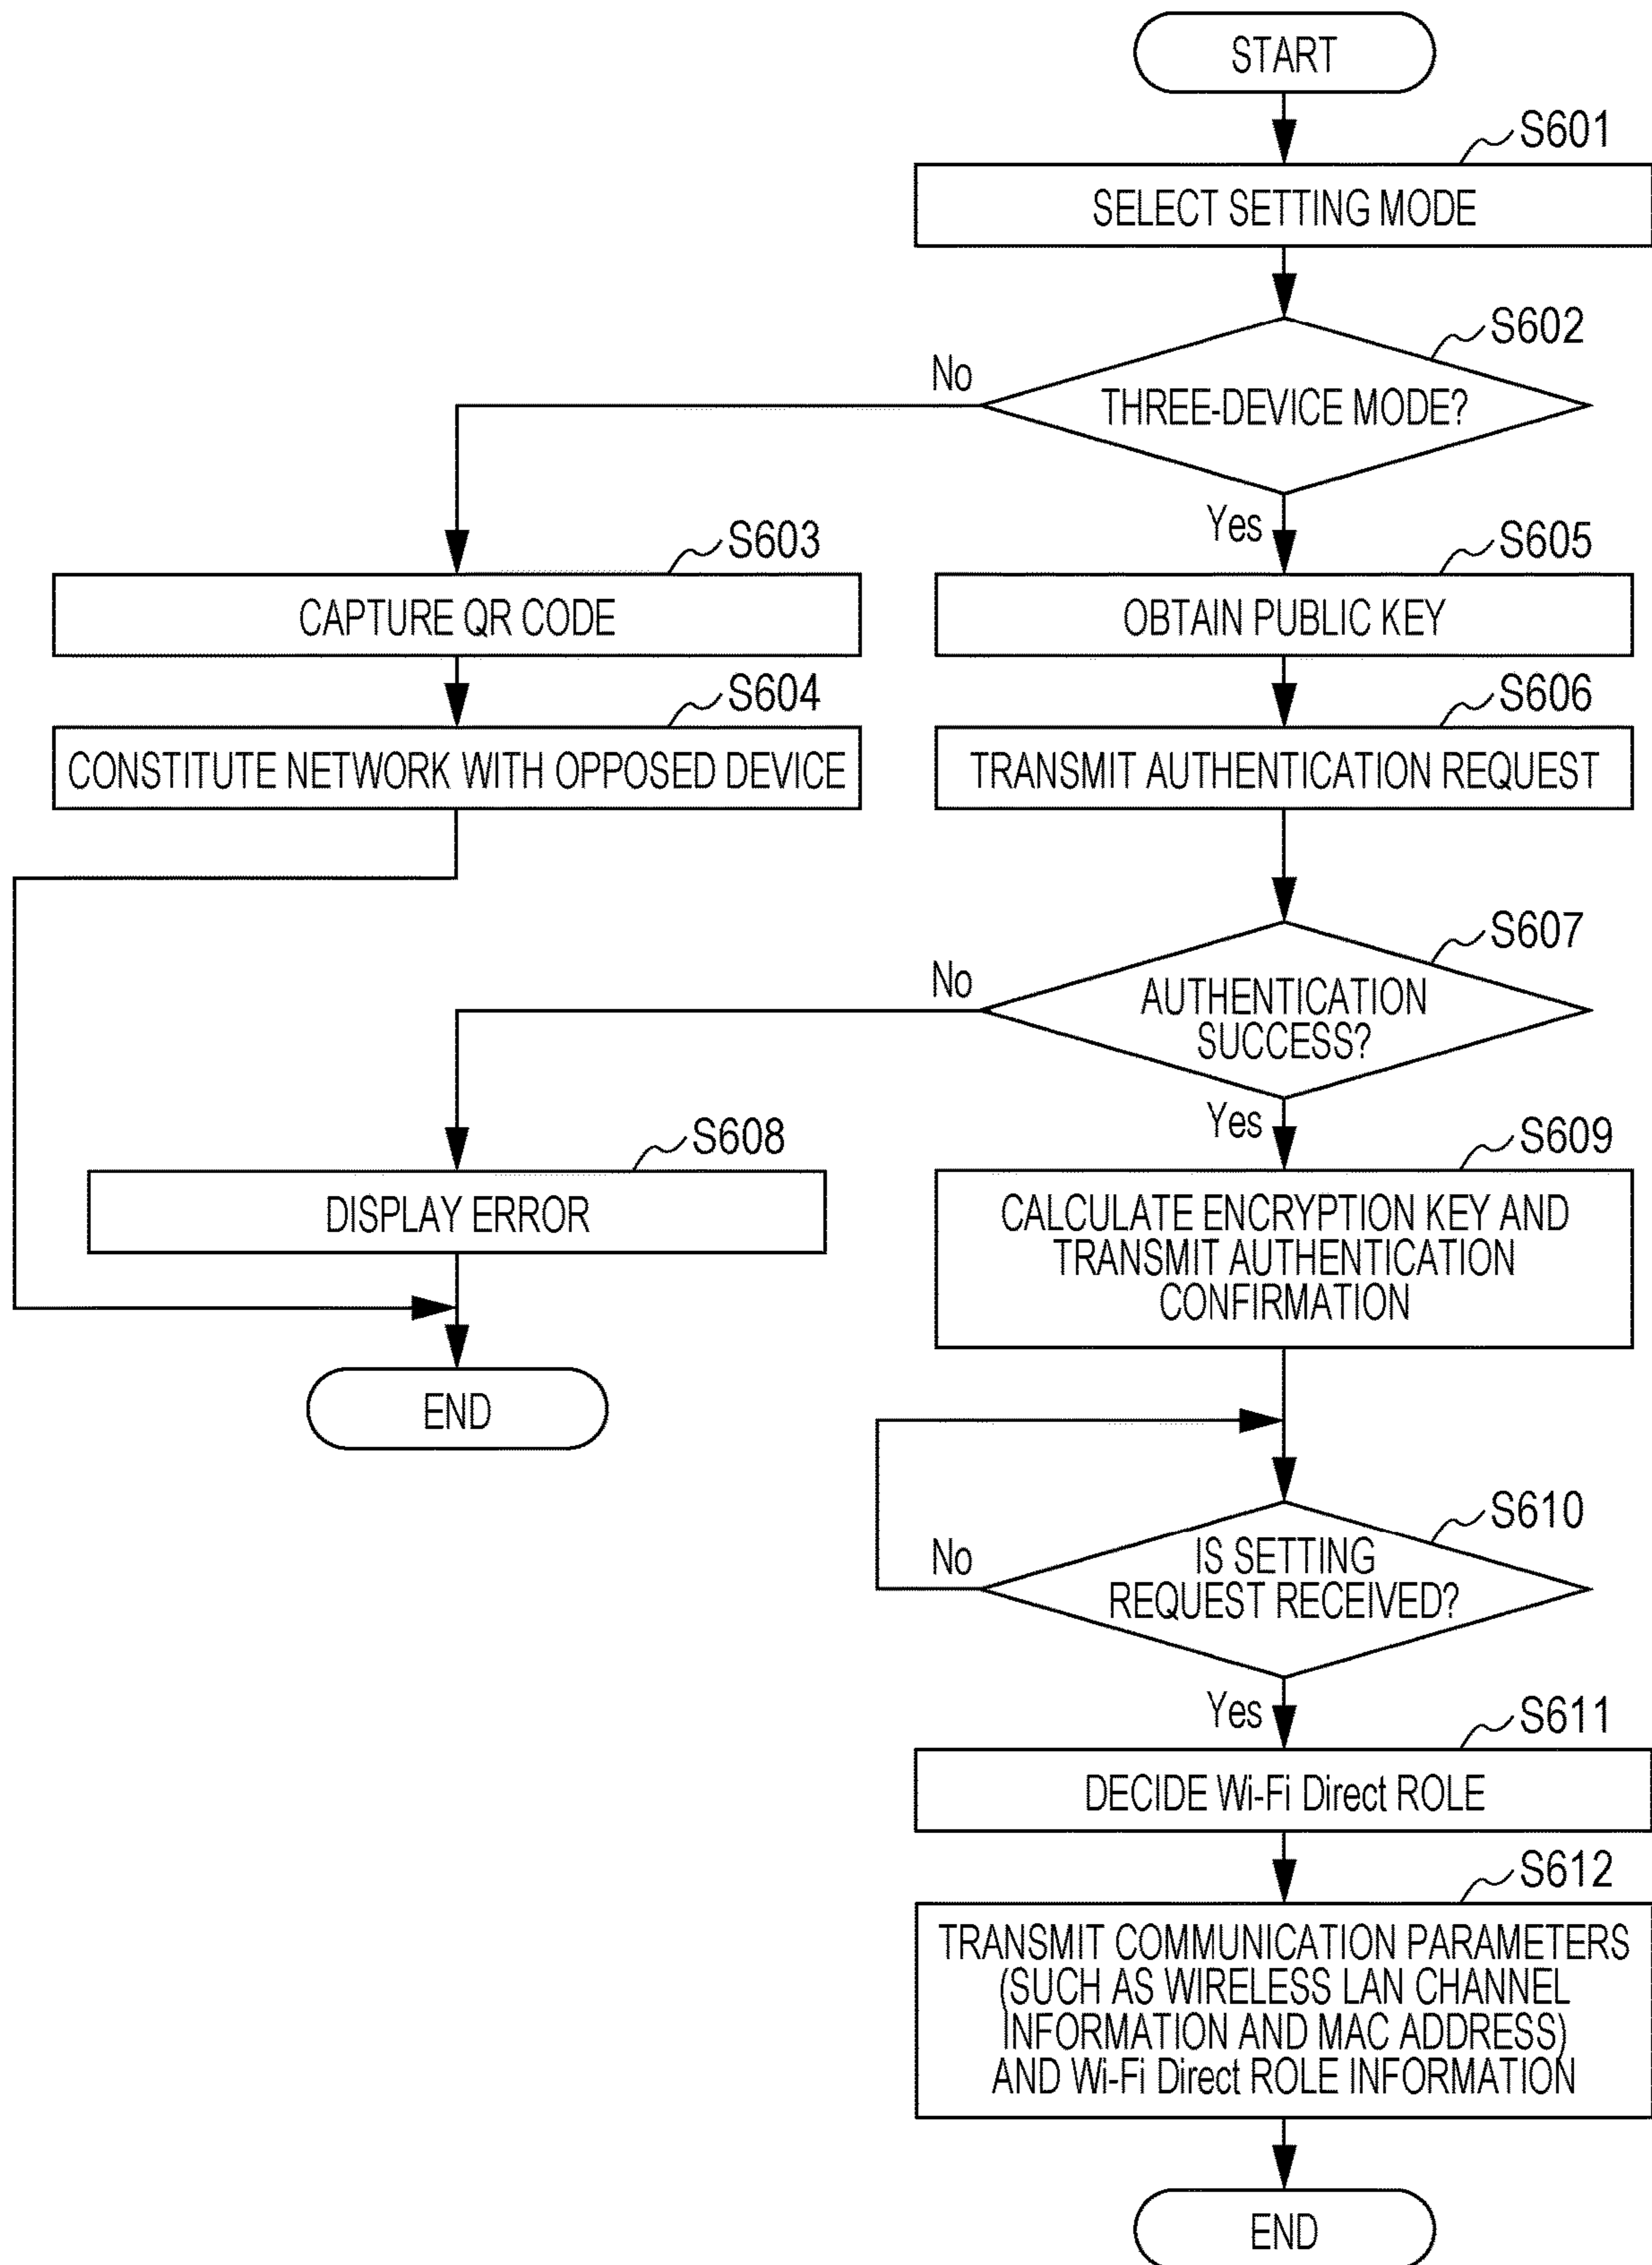 START
S601
SELECT SETTING MODE
S602
No
THREE-DEVICE MODE?
Yes
S603
CAPTURE QR CODE
S605
OBTAIN PUBLIC KEY
S604
CONSTITUTE NETWORK WITH OPPOSED DEVICE
S606
TRANSMIT AUTHENTICATION REQUEST
S607
No
AUTHENTICATION
SUCCESS?
Yes
S608
DISPLAY ERROR
END
S609
CALCULATE ENCRYPTION KEY AND
TRANSMIT AUTHENTICATION
CONFIRMATION
S610
No
IS SETTING
REQUEST RECEIVED?
Yes
S611
DECIDE Wi-Fi Direct ROLE
S612
TRANSMIT COMMUNICATION PARAMETERS
(SUCH AS WIRELESS LAN CHANNEL
INFORMATION AND MAC ADDRESS)
AND Wi-Fi Direct ROLE INFORMATION
END